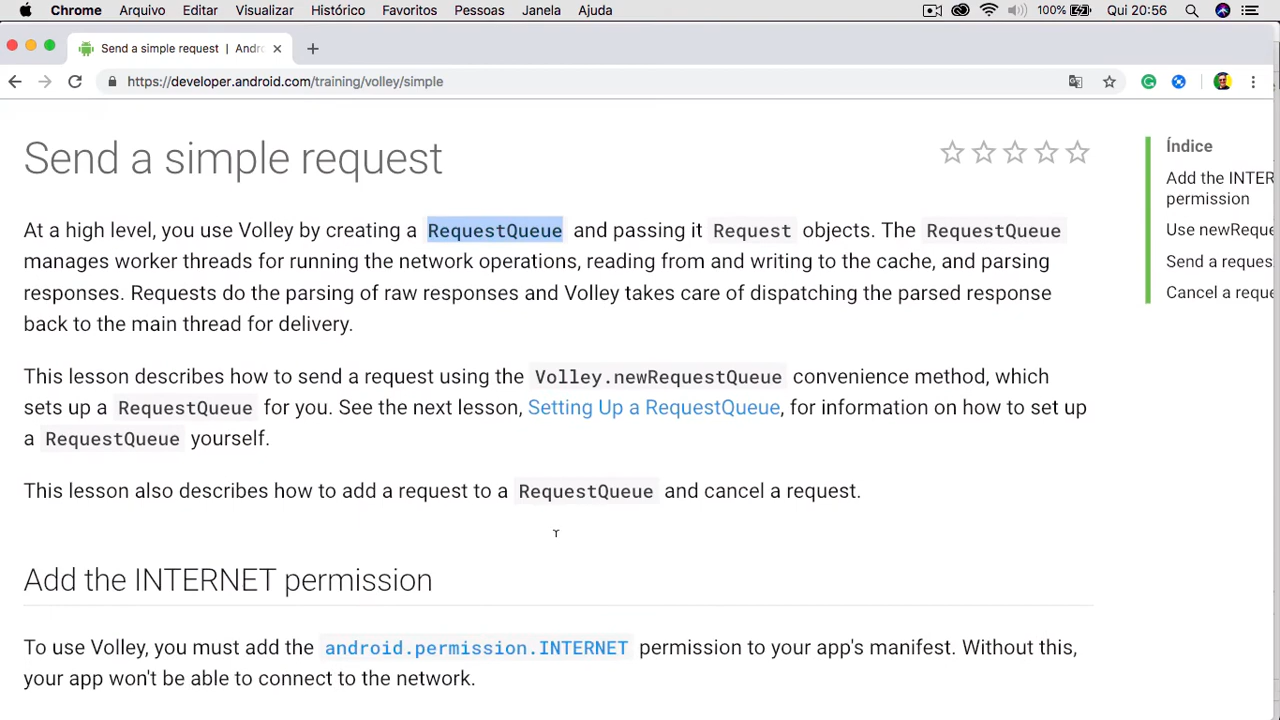 Chrome Arquivo Editar Visualizar Histórico Favoritos Pessoas Janela Ajuda 100% Qui 20:56
Send a simple request | Andro
https://developer.android.com/training/volley/simple
Send a simple request
Índice
Add the INTER
permission
Use newReque
Send a reques
Cancel a reque
At a high level, you use Volley by creating a RequestQueue and passing it Request objects. The RequestQueue
manages worker threads for running the network operations, reading from and writing to the cache, and parsing
responses. Requests do the parsing of raw responses and Volley takes care of dispatching the parsed response
back to the main thread for delivery.
This lesson describes how to send a request using the Volley.newRequestQueue convenience method, which
sets up a RequestQueue for you. See the next lesson, Setting Up a RequestQueue, for information on how to set up
a RequestQueue yourself.
This lesson also describes how to add a request to a RequestQueue and cancel a request.
Add the INTERNET permission
To use Volley, you must add the android.permission.INTERNET permission to your app's manifest. Without this,
your app won't be able to connect to the network.